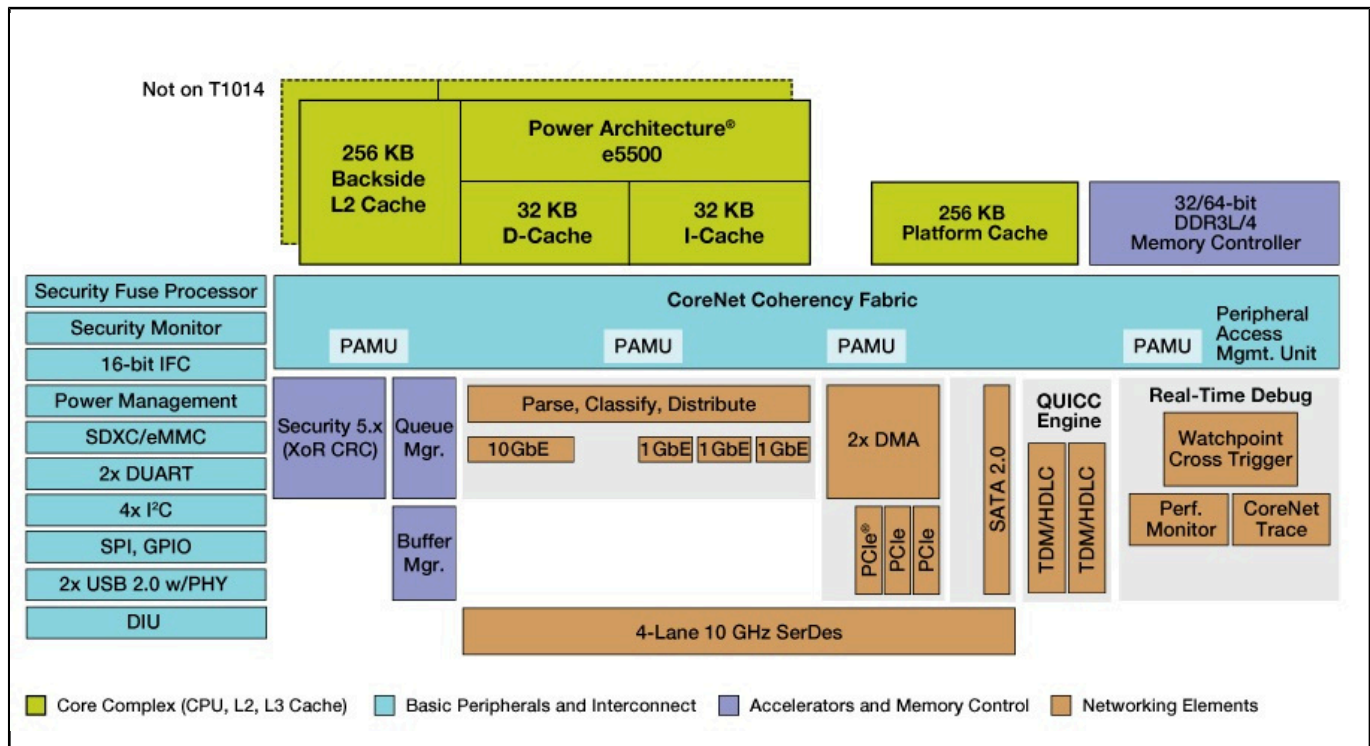 Not on T1014
Power Architecture®
e5500
256 KB
Backside
L2 Cache
32 KB
D-Cache
32 KB
I-Cache
256 KB
Platform Cache
32/64-bit
DDR3L/4
Memory Controller
Security Fuse Processor
Security Monitor
16-bit IFC
Power Management
SDXC/eMMC
2x DUART
4x I²C
SPI, GPIO
2x USB 2.0 w/PHY
DIU
CoreNet Coherency Fabric
PAMU
PAMU
PAMU
PAMU
Peripheral
Access
Mgmt. Unit
Security 5.x
(XoR CRC)
Queue
Mgr.
Buffer
Mgr.
Parse, Classify, Distribute
10GbE
1GbE
1GbE
1GbE
2x DMA
PCIe®
PCIe
PCIe
SATA 2.0
QUICC
Engine
TDM/HDLC
TDM/HDLC
Real-Time Debug
Watchpoint
Cross Trigger
Perf.
Monitor
CoreNet
Trace
4-Lane 10 GHz SerDes
Core Complex (CPU, L2, L3 Cache)
Basic Peripherals and Interconnect
Accelerators and Memory Control
Networking Elements